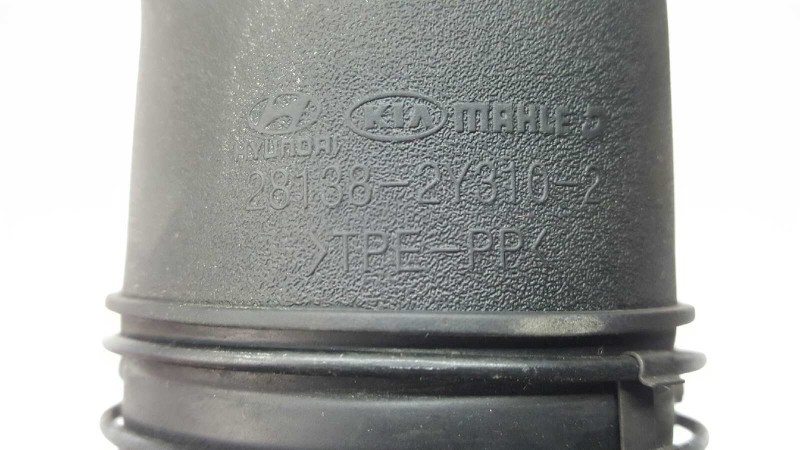 HYUNDAI KIA MAHLE
28138-2Y310-2
>TPE-PP<